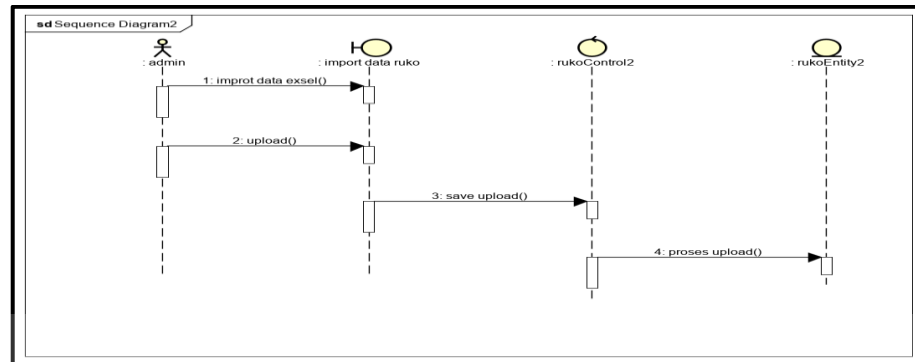 sd Sequence Diagram2
: admin
: import data ruko
: rukoControl2
: rukoEntity2
1: improt data exsel()
2: upload()
3: save upload()
4: proses upload()